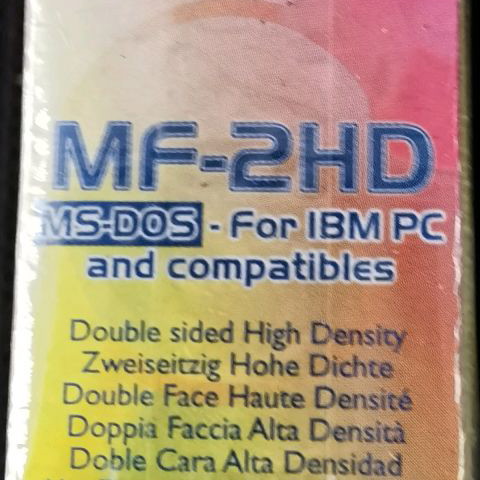 MF-2HD
MS-DOS - For IBM PC
and compatibles
Double sided High Density
Zweiseitzig Hohe Dichte
Double Face Haute Densité
Doppia Faccia Alta Densità
Doble Cara Alta Densidad